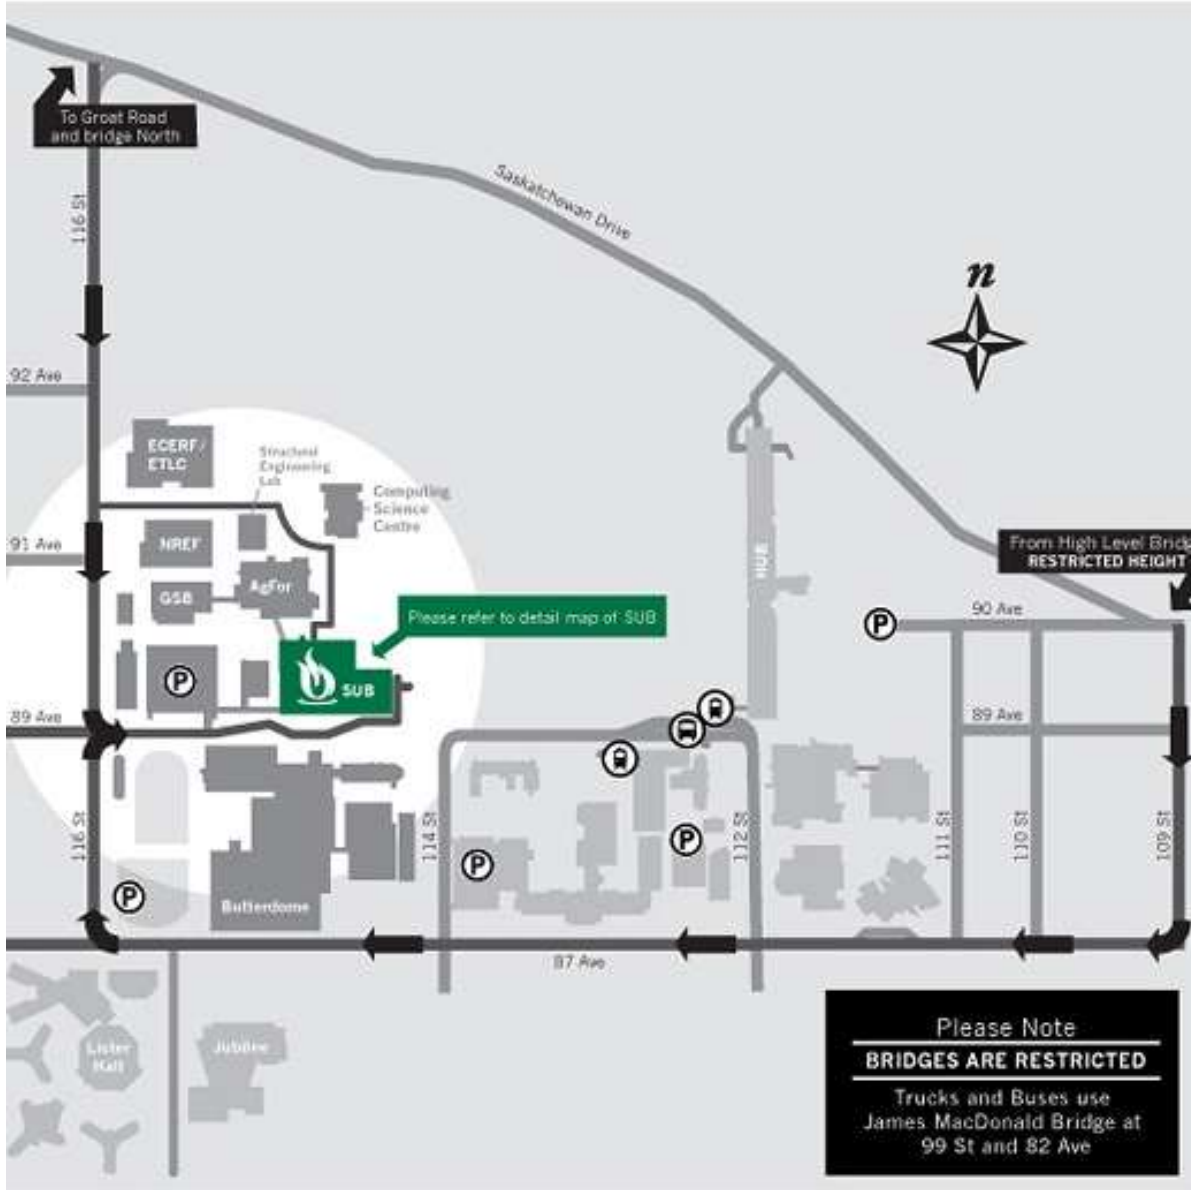 To Groat Road
and bridge North
116 St
Saskatchewan Drive
n
92 Ave
ECERF/
ETLC
Structural
Engineering
Lab
Computing
Science
Centre
91 Ave
NREF
HUB
From High Level Bridg
RESTRICTED HEIGHT
AgFor
GSB
90 Ave
P
Please refer to detail map of SUB
P
SUB
89 Ave
89 Ave
116 St
114 St
P
P
112 St
111 St
110 St
109 St
P
Butterdome
87 Ave
Lister
Hall
Jubilee
Please Note
BRIDGES ARE RESTRICTED
Trucks and Buses use
James MacDonald Bridge at
99 St and 82 Ave